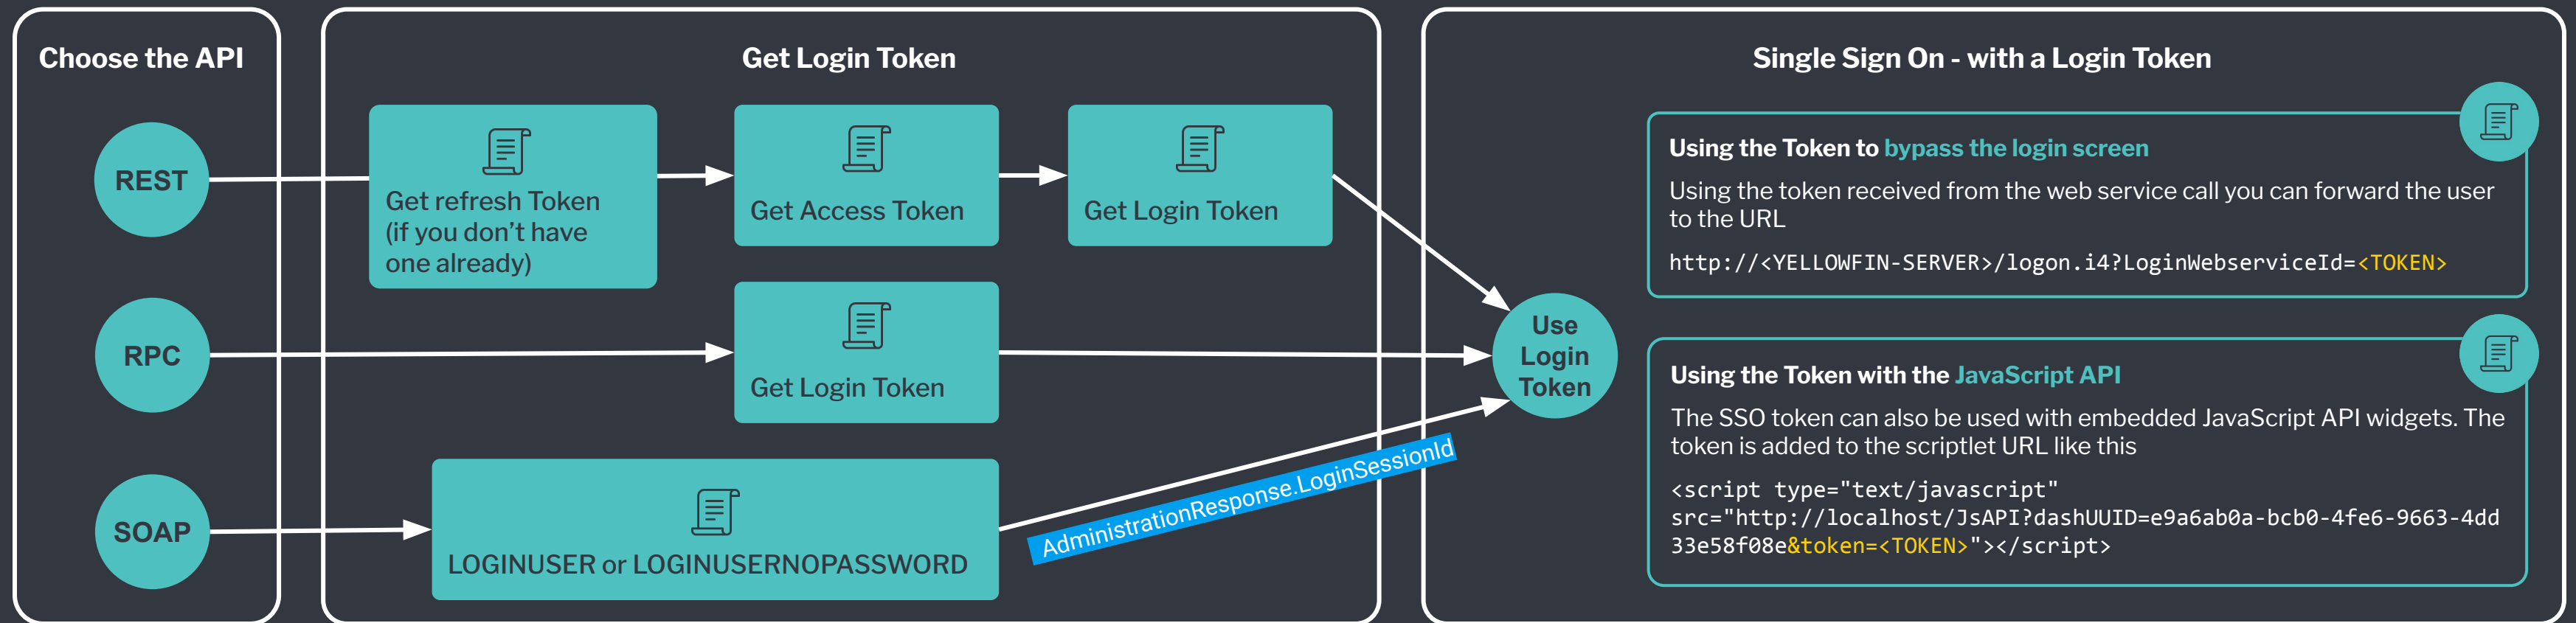 Choose the API
REST
RPC
SOAP
Get Login Token
Get refresh Token
(if you don’t have
one already)
Get Access Token
Get Login Token
Get Login Token
LOGINUSER or LOGINUSERNOPASSWORD
AdministrationResponse.LoginSessionId
Single Sign On - with a Login Token
Use
Login
Token
Using the Token to bypass the login screen
Using the token received from the web service call you can forward the user
to the URL
http://<YELLOWFIN-SERVER>/logon.i4?LoginWebserviceId=<TOKEN>
Using the Token with the JavaScript API
The SSO token can also be used with embedded JavaScript API widgets. The
token is added to the scriptlet URL like this
<script type="text/javascript"
src="http://localhost/JsAPI?dashUUID=e9a6ab0a-bcb0-4fe6-9663-4dd
33e58f08e&token=<TOKEN>"></script>